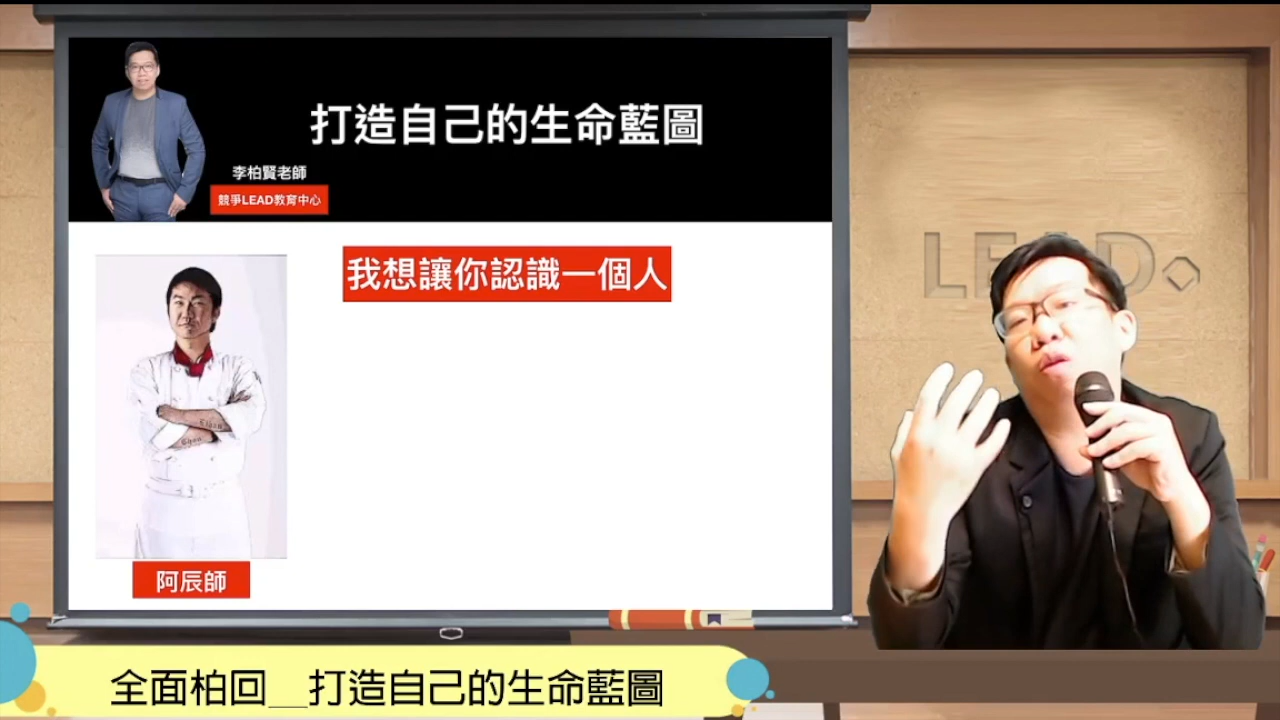 打造自己的生命藍圖
李柏賢老師
競爭LEAD教育中心
我想讓你認識一個人
阿辰師
LEAD
全面柏回__打造自己的生命藍圖